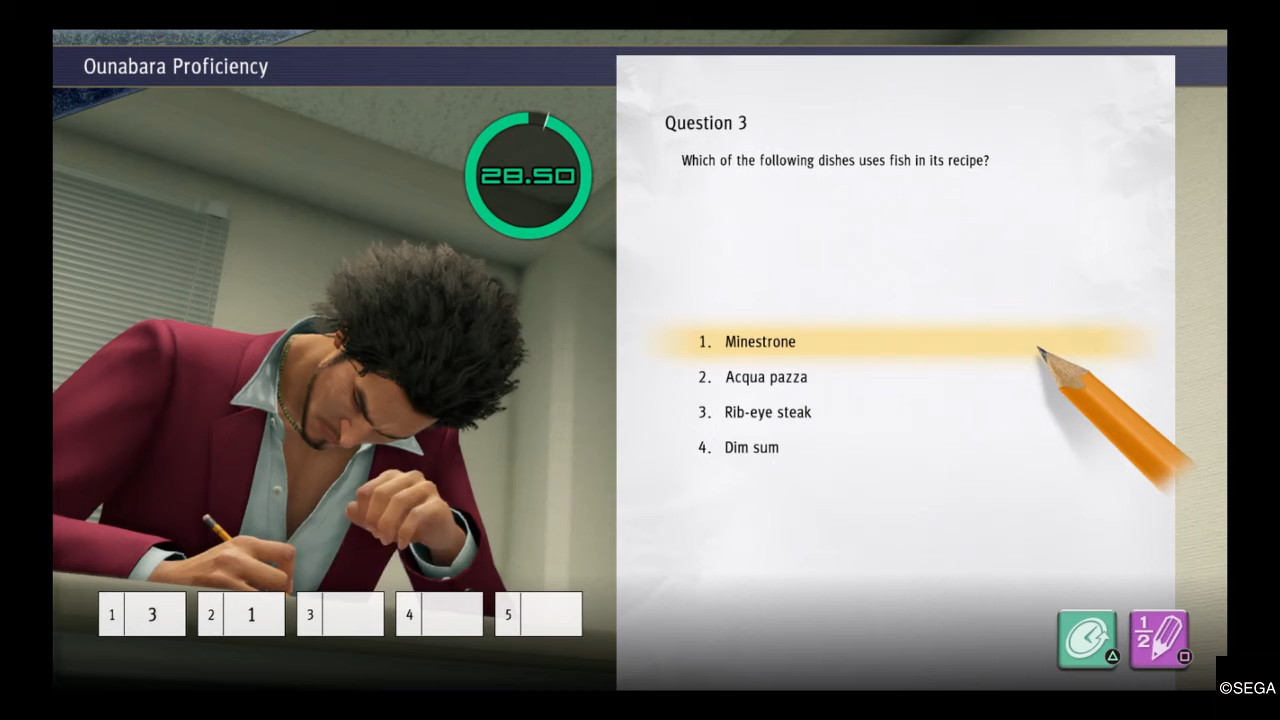 Ounabara Proficiency
28.50
Question 3
Which of the following dishes uses fish in its recipe?
1. Minestrone
2. Acqua pazza
3. Rib-eye steak
4. Dim sum
1 3 2 1 3 4 5
1/2
©SEGA